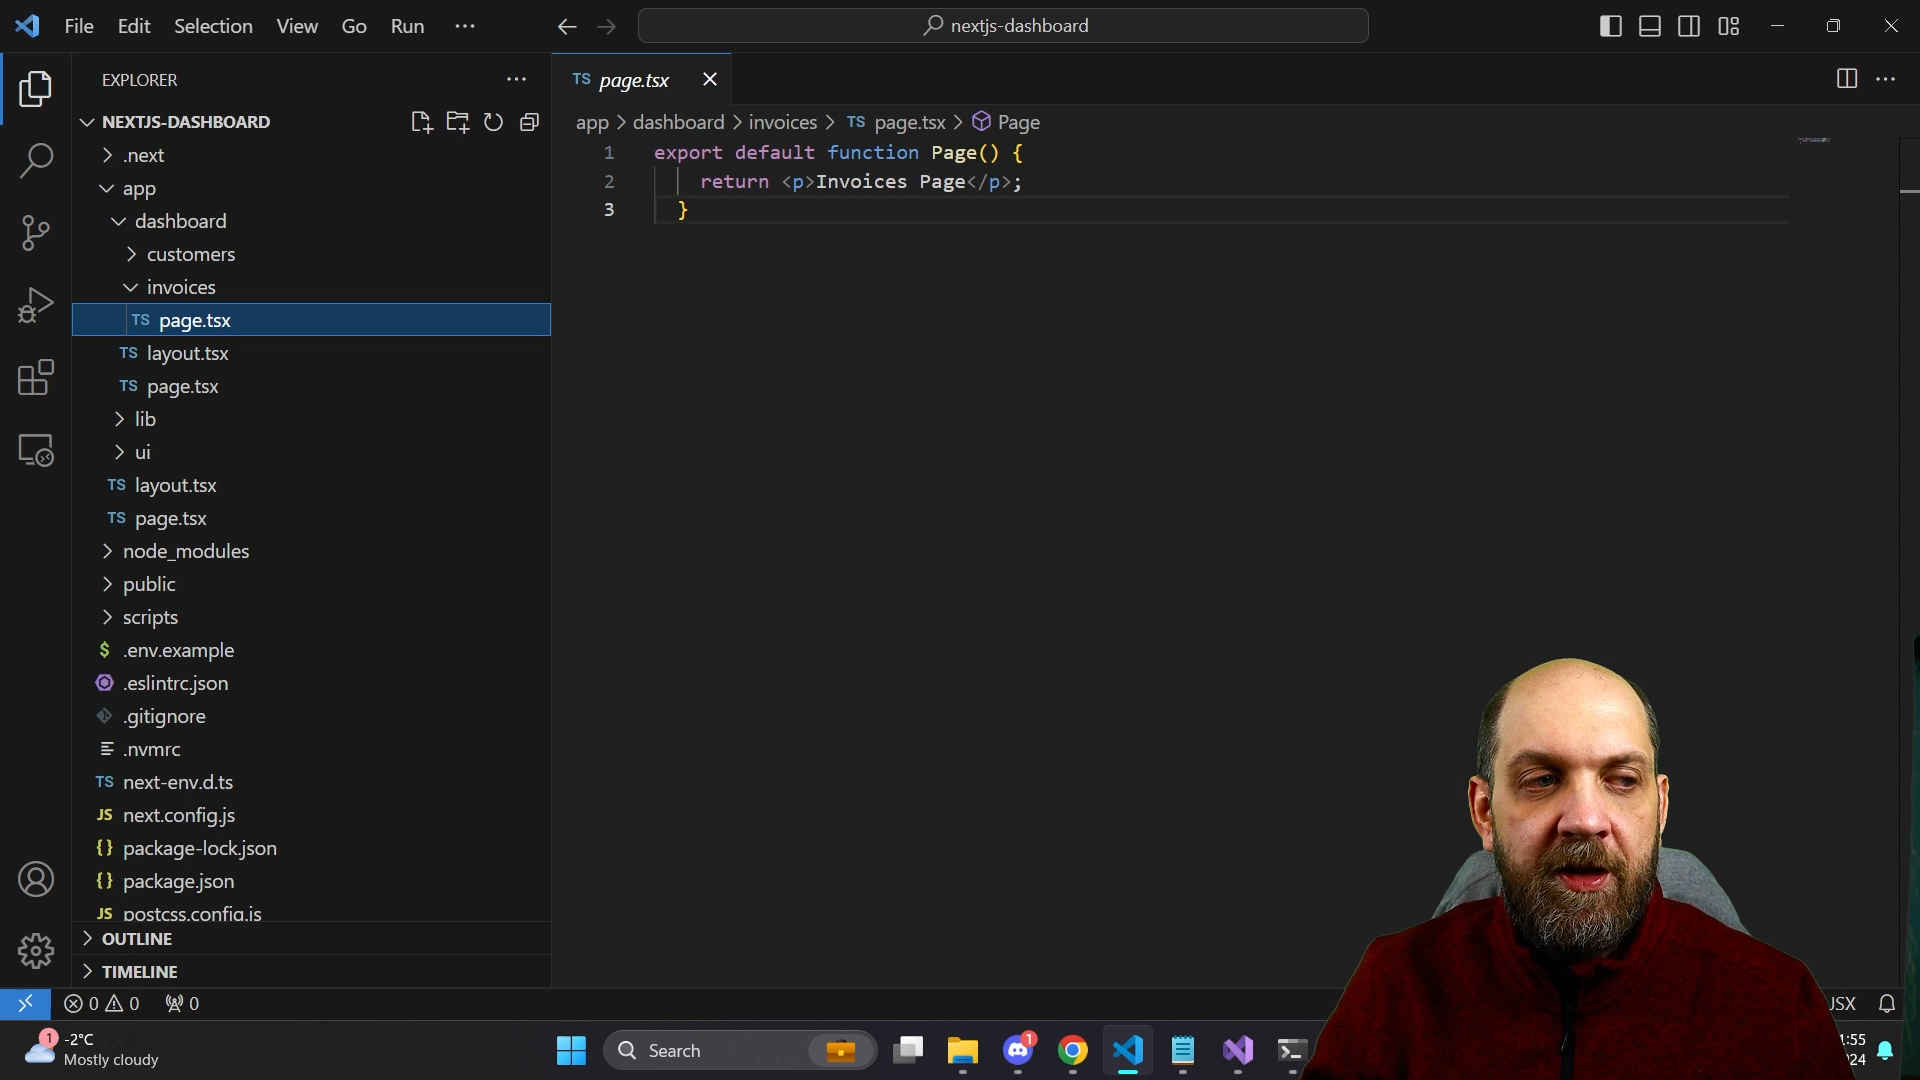 File Edit Selection View Go Run ··· nextjs-dashboard
EXPLORER ···
TS page.tsx
NEXTJS-DASHBOARD
app > dashboard > invoices > TS page.tsx > Page
.next
app
dashboard
customers
invoices
TS page.tsx
TS layout.tsx
TS page.tsx
lib
ui
TS layout.tsx
TS page.tsx
node_modules
public
scripts
$ .env.example
.eslintrc.json
.gitignore
.nvmrc
TS next-env.d.ts
JS next.config.js
{} package-lock.json
{} package.json
JS postcss.config.js
OUTLINE
TIMELINE
1 export default function Page() {
2 return <p>Invoices Page</p>;
3 }
0 0 0
JSX
1 -2°C
Mostly cloudy
Search
1
:55
24